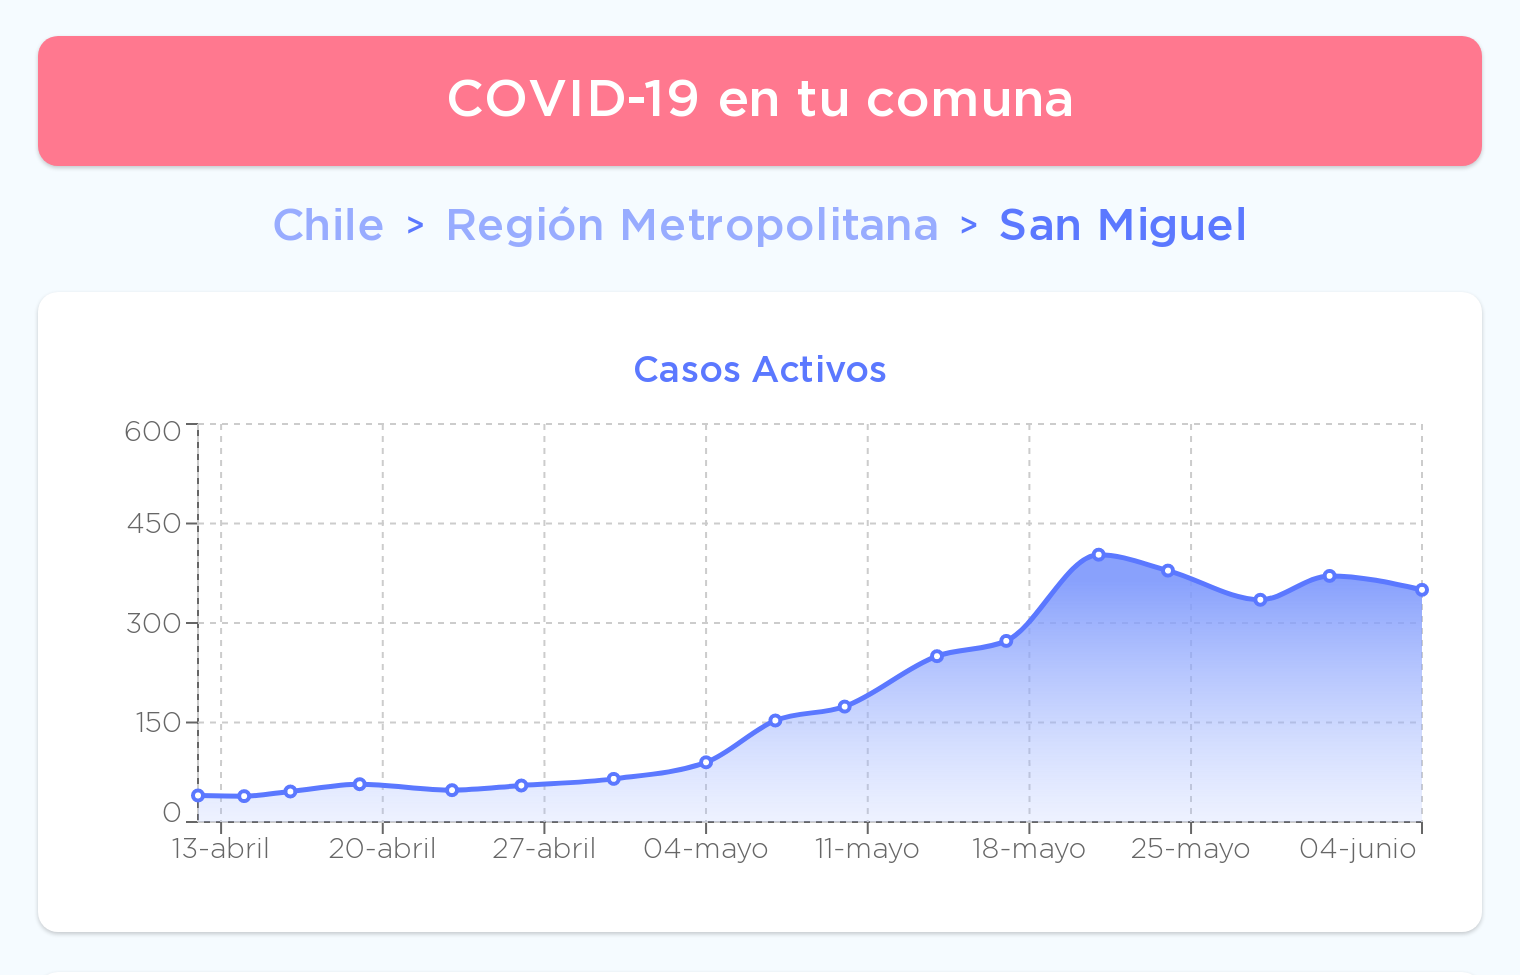 COVID-19 en tu comuna
Chile > Región Metropolitana > San Miguel
Casos Activos
600
450
300
150
0
13-abril 20-abril 27-abril 04-mayo 11-mayo 18-mayo 25-mayo 04-junio